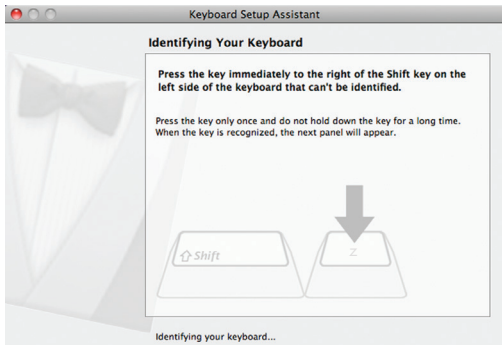 Keyboard Setup Assistant
Identifying Your Keyboard
Press the key immediately to the right of the Shift key on the
left side of the keyboard that can't be identified.
Press the key only once and do not hold down the key for a long time.
When the key is recognized, the next panel will appear.
⇧ Shift
Z
Identifying your keyboard...